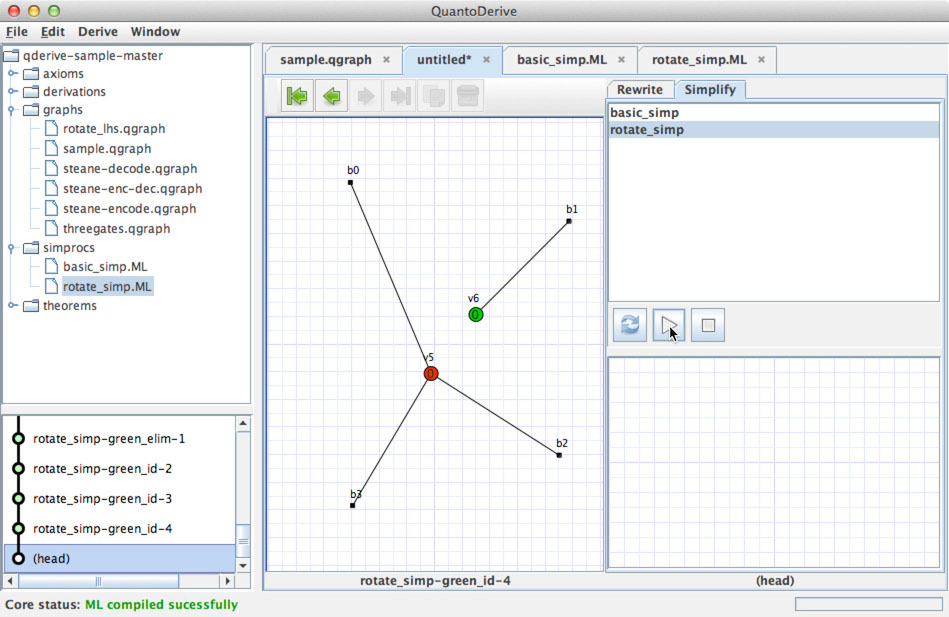 QuantoDerive
File Edit Derive Window
qderive-sample-master
axioms
derivations
graphs
rotate_lhs.qgraph
sample.qgraph
steane-decode.qgraph
steane-enc-dec.qgraph
steane-encode.qgraph
threegates.qgraph
simprocs
basic_simp.ML
rotate_simp.ML
theorems
rotate_simp-green_elim-1
rotate_simp-green_id-2
rotate_simp-green_id-3
rotate_simp-green_id-4
(head)
sample.qgraph × untitled* × basic_simp.ML × rotate_simp.ML ×
b0
b1
v6
0
v5
0
b2
b3
rotate_simp-green_id-4
Rewrite Simplify
basic_simp
rotate_simp
(head)
Core status: ML compiled sucessfully